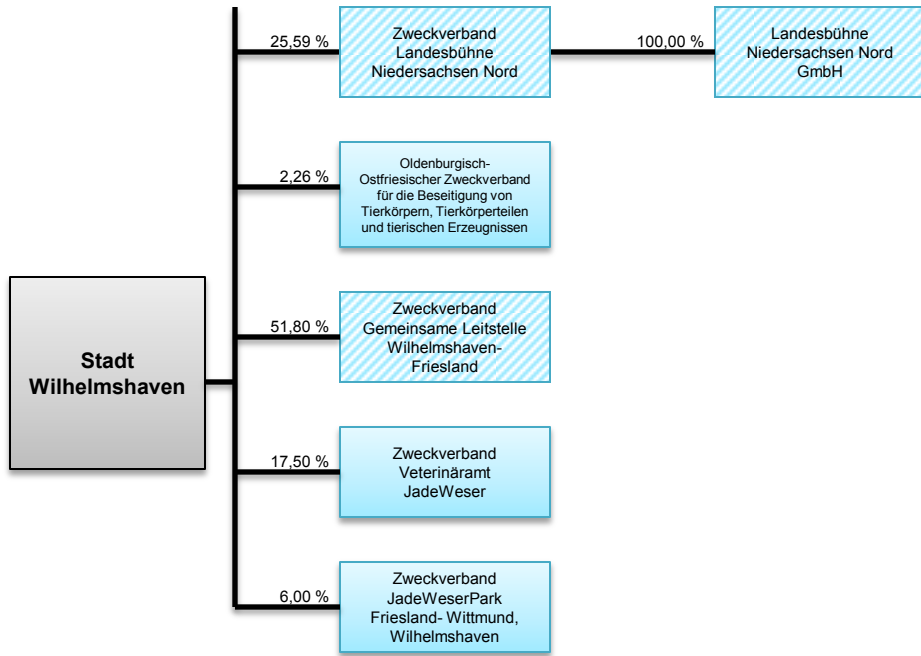 25,59 %
Zweckverband
Landesbühne
Niedersachsen Nord
100,00 %
Landesbühne
Niedersachsen Nord
GmbH
2,26 %
Oldenburgisch-
Ostfriesischer Zweckverband
für die Beseitigung von
Tierkörpern, Tierkörperteilen
und tierischen Erzeugnissen
Stadt
Wilhelmshaven
51,80 %
Zweckverband
Gemeinsame Leitstelle
Wilhelmshaven-
Friesland
17,50 %
Zweckverband
Veterinäramt
JadeWeser
6,00 %
Zweckverband
JadeWeserPark
Friesland- Wittmund,
Wilhelmshaven